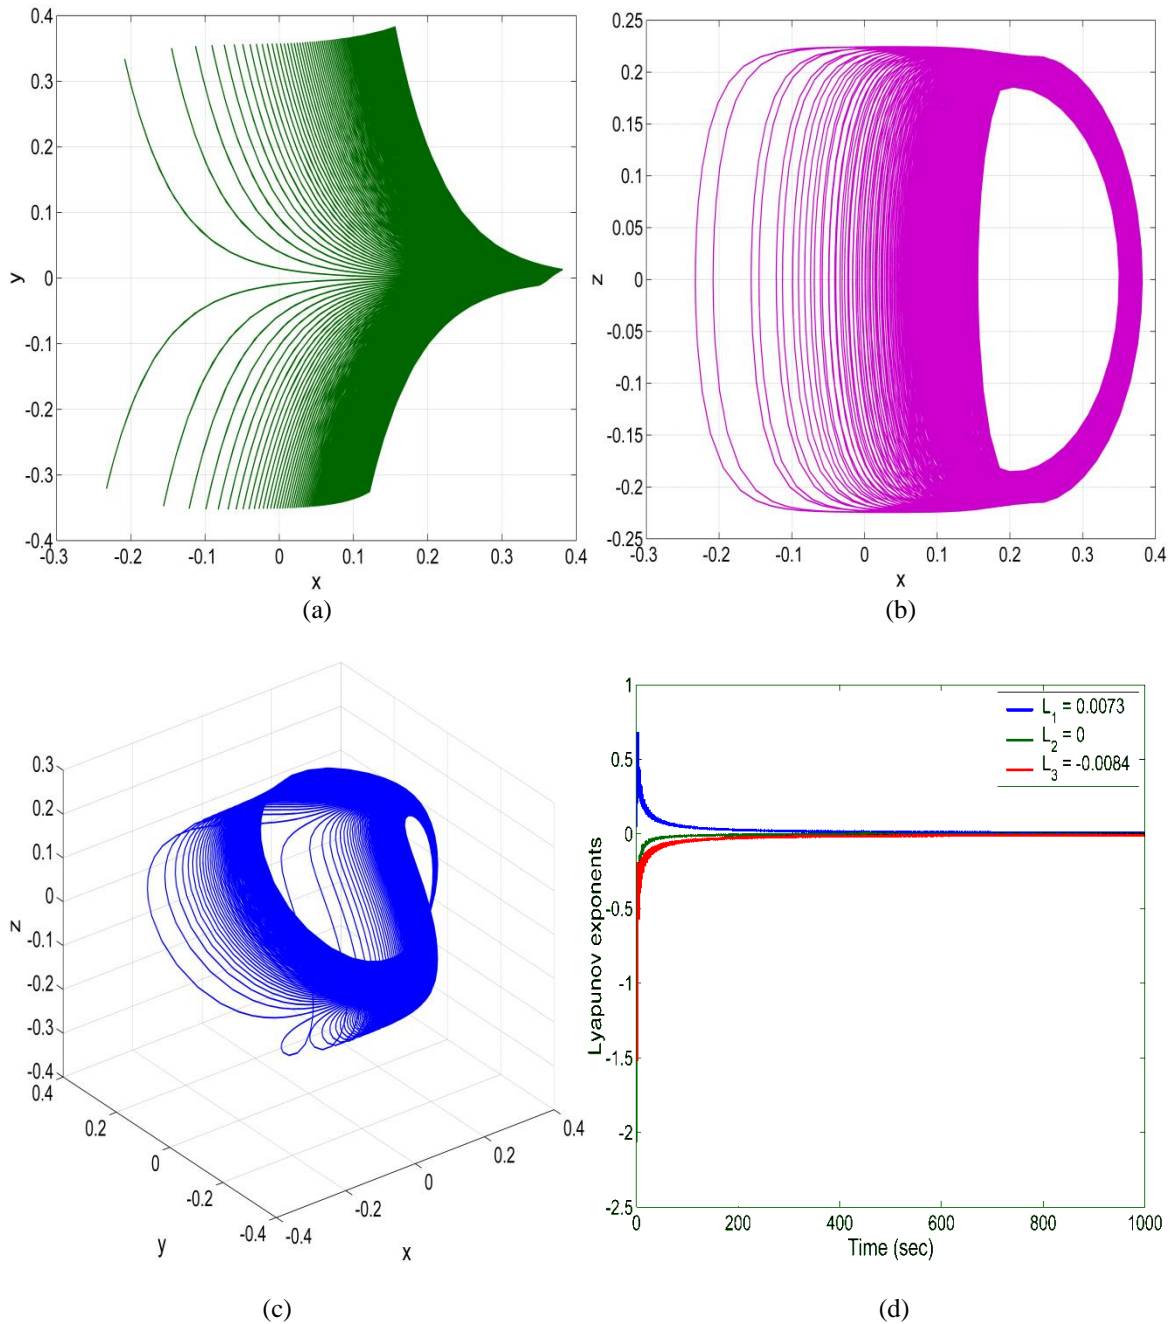 0.4
0.3
0.2
0.1
0
-0.1
-0.2
-0.3
-0.4
y
-0.3 -0.2 -0.1 0 0.1 0.2 0.3 0.4
x
(a)
0.25
0.2
0.15
0.1
0.05
0
-0.05
-0.1
-0.15
-0.2
-0.25
z
-0.3 -0.2 -0.1 0 0.1 0.2 0.3 0.4
x
(b)
0.3
0.2
0.1
0
-0.1
-0.2
-0.3
-0.4
z
0.4
0.2
0
-0.2
-0.4
y
-0.4
-0.2
0
0.2
0.4
x
(c)
1
0.5
0
-0.5
-1
-1.5
-2
-2.5
Lyapunov exponents
L1 = 0.0073
L2 = 0
L3 = -0.0084
0 200 400 600 800 1000
Time (sec)
(d)